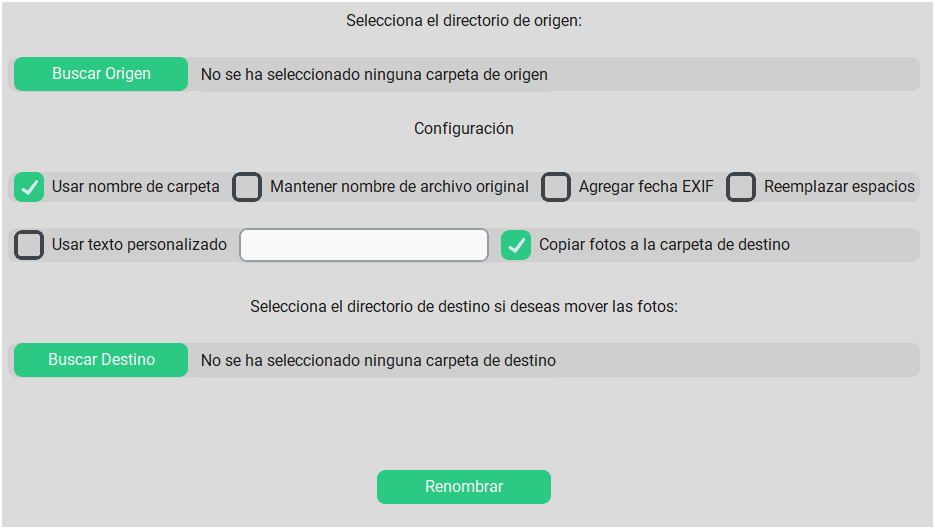 Selecciona el directorio de origen:
Buscar Origen No se ha seleccionado ninguna carpeta de origen
Configuración
Usar nombre de carpeta Mantener nombre de archivo original Agregar fecha EXIF Reemplazar espacios
Usar texto personalizado Copiar fotos a la carpeta de destino
Selecciona el directorio de destino si deseas mover las fotos:
Buscar Destino No se ha seleccionado ninguna carpeta de destino
Renombrar